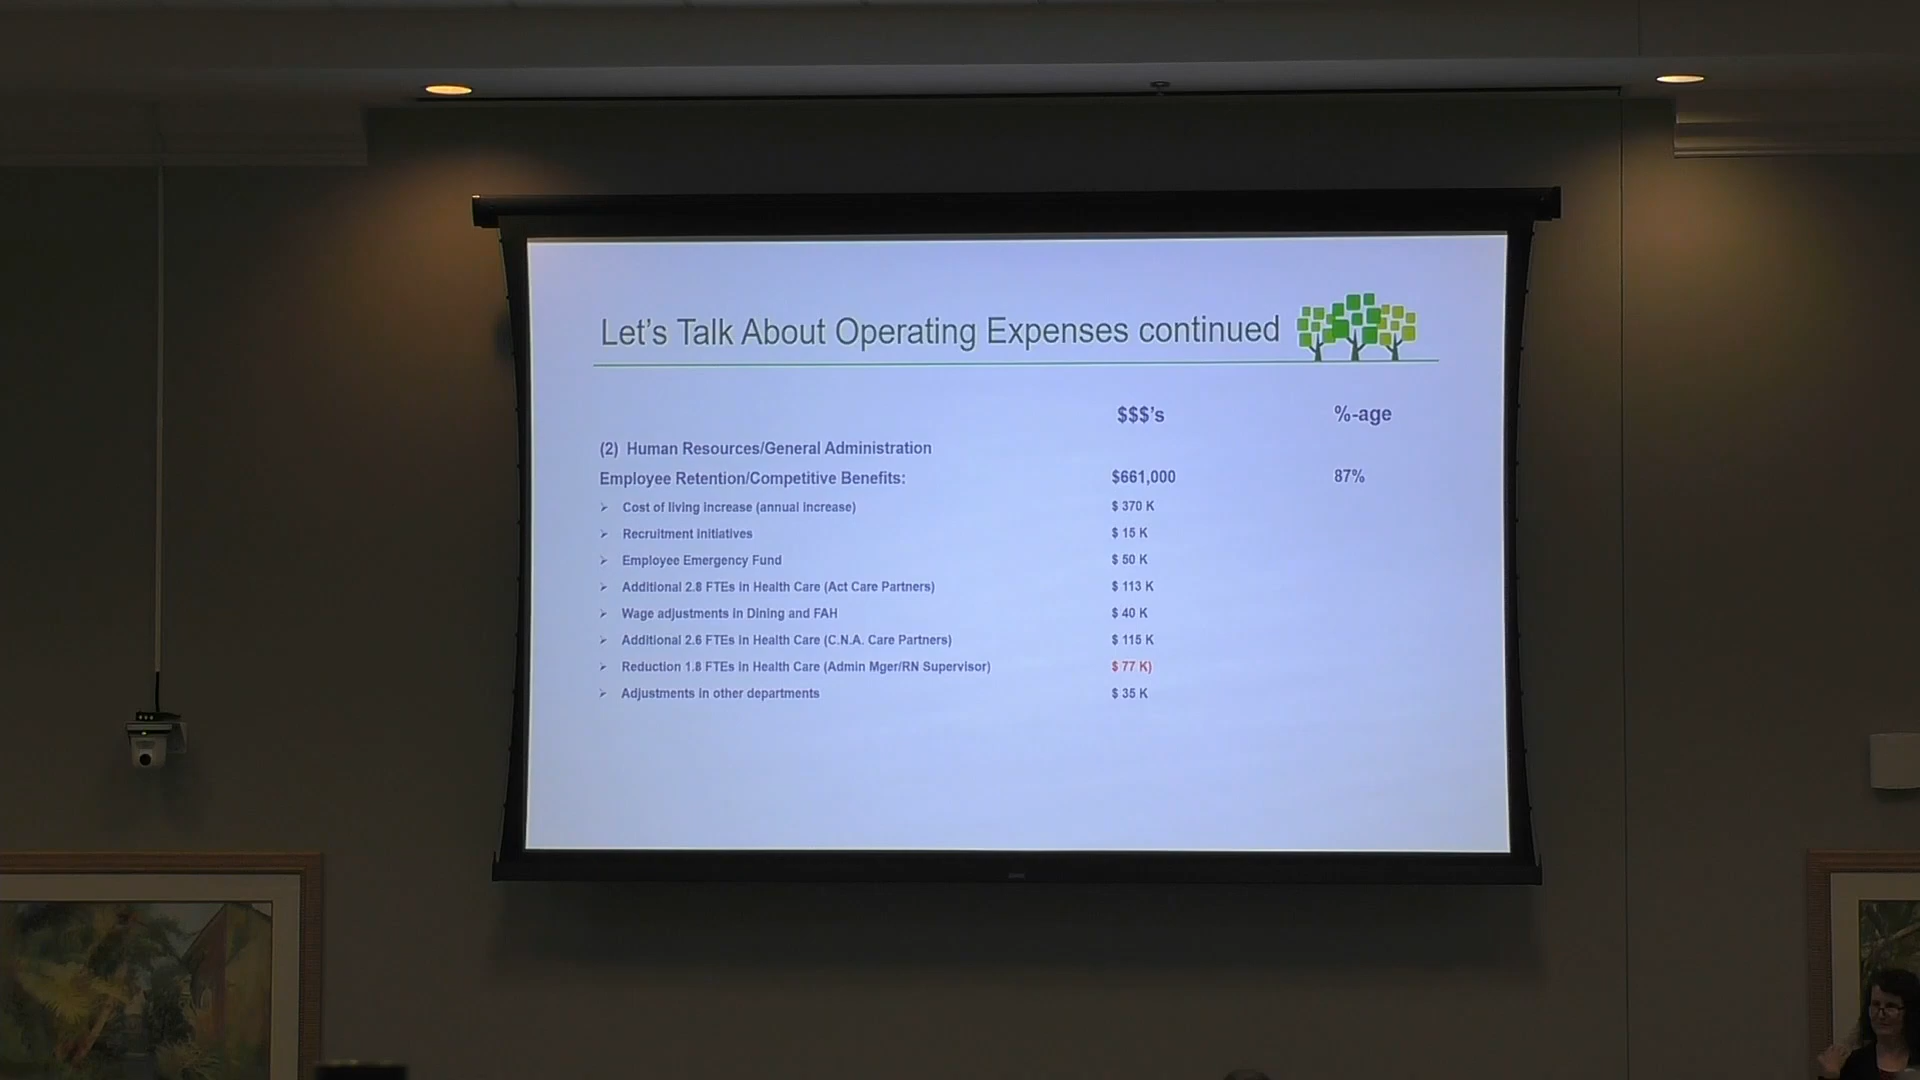 Let's Talk About Operating Expenses continued
$$$'s %-age
(2) Human Resources/General Administration
Employee Retention/Competitive Benefits: $661,000 87%
Cost of living increase (annual increase) $ 370 K
Recruitment initiatives $ 15 K
Employee Emergency Fund $ 50 K
Additional 2.8 FTEs in Health Care (Act Care Partners) $ 113 K
Wage adjustments in Dining and FAH $ 40 K
Additional 2.6 FTEs in Health Care (C.N.A. Care Partners) $ 115 K
Reduction 1.8 FTEs in Health Care (Admin Mger/RN Supervisor) $ 77 K)
Adjustments in other departments $ 35 K